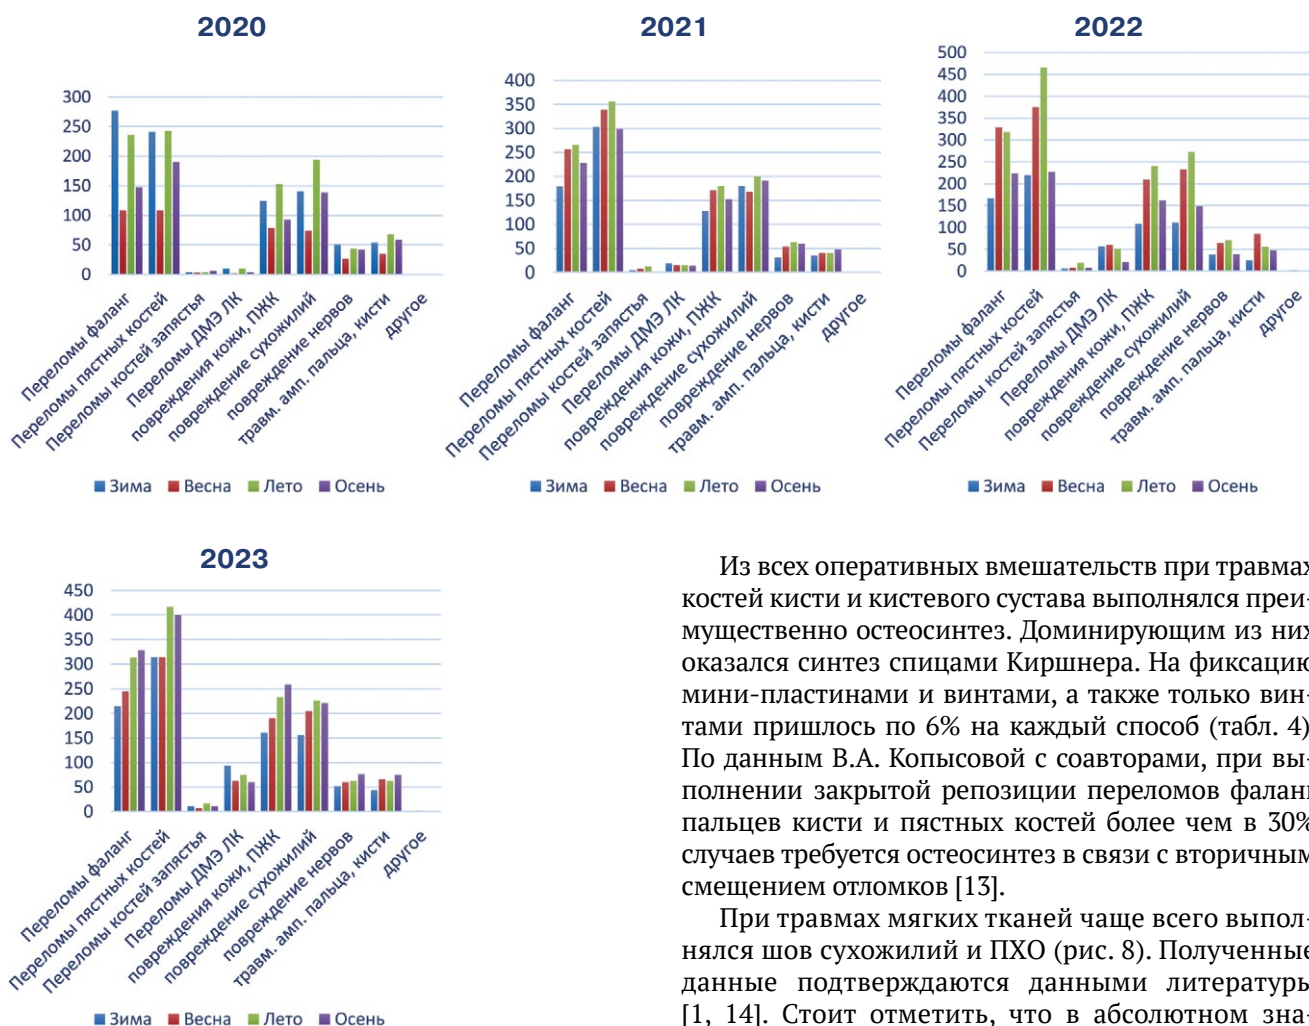 2020
300
250
200
150
100
50
0
Переломы фаланг
Переломы пястных костей
Переломы костей запястья
Переломы ДМЭ ЛК
повреждения кожи, ПЖК
повреждение сухожилий
повреждение нервов
травм. амп. пальца, кисти
другое
Зима Весна Лето Осень
2021
400
350
300
250
200
150
100
50
0
Переломы фаланг
Переломы пястных костей
Переломы костей запястья
Переломы ДМЭ ЛК
повреждения кожи, ПЖК
повреждение сухожилий
повреждение нервов
травм. амп. пальца, кисти
другое
Зима Весна Лето Осень
2022
500
450
400
350
300
250
200
150
100
50
0
Переломы фаланг
Переломы пястных костей
Переломы костей запястья
Переломы ДМЭ ЛК
повреждения кожи, ПЖК
повреждение сухожилий
повреждение нервов
травм. амп. пальца, кисти
другое
Зима Весна Лето Осень
2023
450
400
350
300
250
200
150
100
50
0
Переломы фаланг
Переломы пястных костей
Переломы костей запястья
Переломы ДМЭ ЛК
повреждения кожи, ПЖК
повреждение сухожилий
повреждение нервов
травм. амп. пальца, кисти
другое
Зима Весна Лето Осень
Из всех оперативных вмешательств при травмах
костей кисти и кистевого сустава выполнялся преи-
мущественно остеосинтез. Доминирующим из них
оказался синтез спицами Киршнера. На фиксацию
мини-пластинами и винтами, а также только вин-
тами пришлось по 6% на каждый способ (табл. 4)
По данным В.А. Копысовой с соавторами, при вы-
полнении закрытой репозиции переломов фаланг
пальцев кисти и пястных костей более чем в 30%
случаев требуется остеосинтез в связи с вторичным
смещением отломков [13].
При травмах мягких тканей чаще всего выпол-
нялся шов сухожилий и ПХО (рис. 8). Полученные
данные подтверждаются данными литературы
[1, 14]. Стоит отметить, что в абсолютном зна-